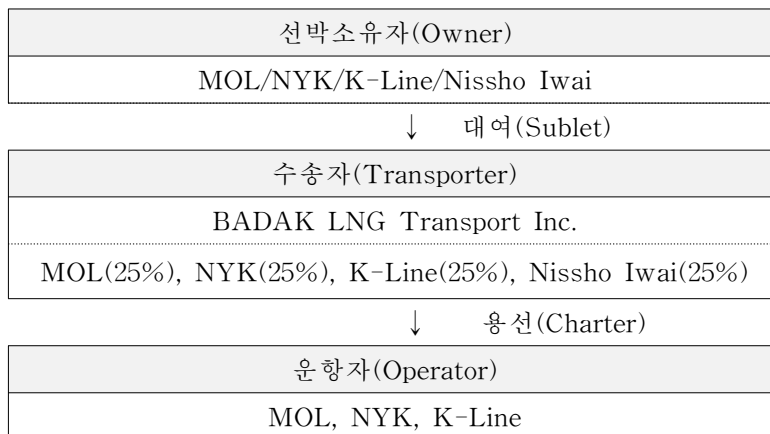 선박소유자(Owner)
MOL/NYK/K-Line/Nissho Iwai
↓ 대여(Sublet)
수송자(Transporter)
BADAK LNG Transport Inc.
MOL(25%), NYK(25%), K-Line(25%), Nissho Iwai(25%)
↓ 용선(Charter)
운항자(Operator)
MOL, NYK, K-Line